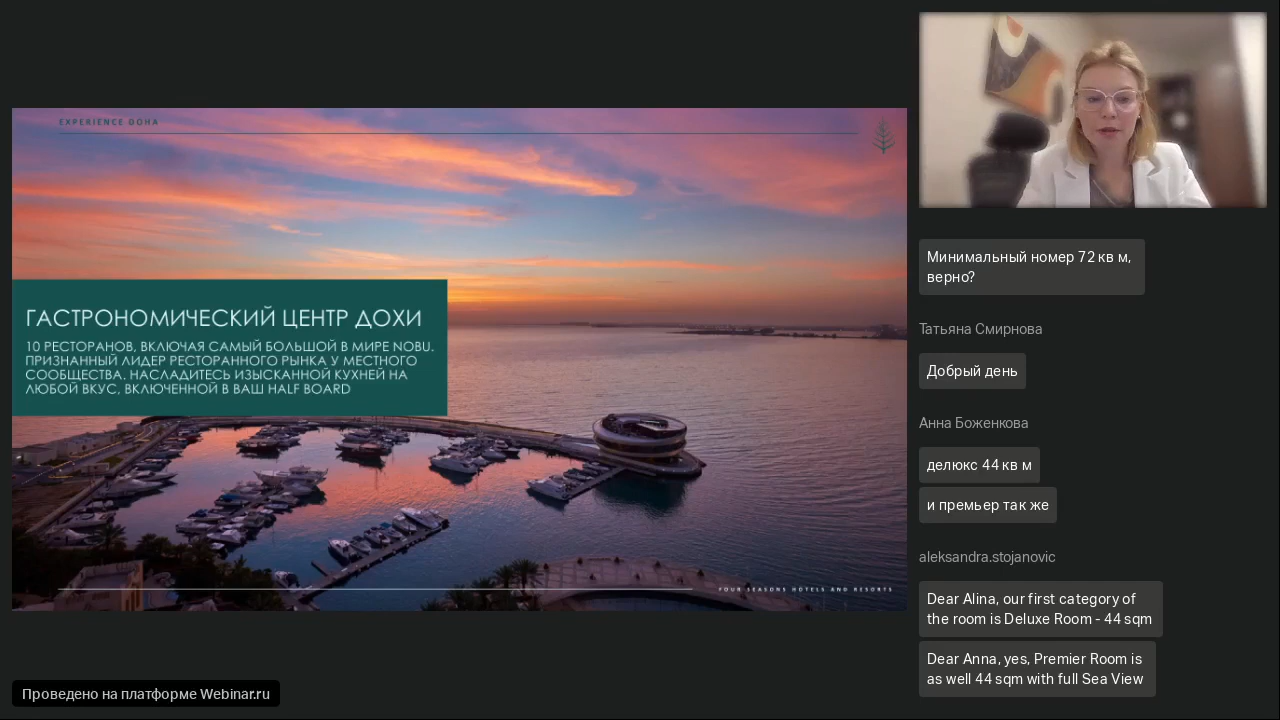 EXPERIENCE DOHA
ГАСТРОНОМИЧЕСКИЙ ЦЕНТР ДОХИ
10 РЕСТОРАНОВ, ВКЛЮЧАЯ САМЫЙ БОЛЬШОЙ В МИРЕ NOBU.
ПРИЗНАННЫЙ ЛИДЕР РЕСТОРАННОГО РЫНКА У МЕСТНОГО
СООБЩЕСТВА. НАСЛАДИТЕСЬ ИЗЫСКАННОЙ КУХНЕЙ НА
ЛЮБОЙ ВКУС, ВКЛЮЧЕННОЙ В ВАШ HALF BOARD
FOUR SEASONS HOTELS AND RESORTS
Проведено на платформе Webinar.ru
Минимальный номер 72 кв м,
верно?
Татьяна Смирнова
Добрый день
Анна Боженкова
делюкс 44 кв м
и премьер так же
aleksandra.stojanovic
Dear Alina, our first category of
the room is Deluxe Room - 44 sqm
Dear Anna, yes, Premier Room is
as well 44 sqm with full Sea View